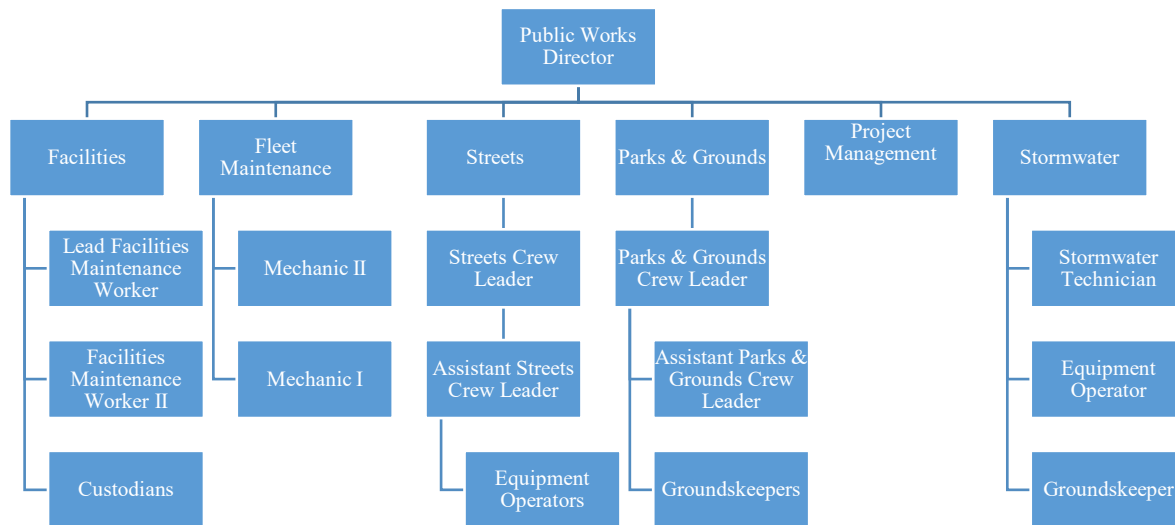 Public Works
Director
Facilities
Fleet
Maintenance
Streets
Parks & Grounds
Project
Management
Stormwater
Lead Facilities
Maintenance
Worker
Mechanic II
Streets Crew
Leader
Parks & Grounds
Crew Leader
Stormwater
Technician
Facilities
Maintenance
Worker II
Mechanic I
Assistant Streets
Crew Leader
Assistant Parks &
Grounds Crew
Leader
Equipment
Operator
Custodians
Equipment
Operators
Groundskeepers
Groundskeeper